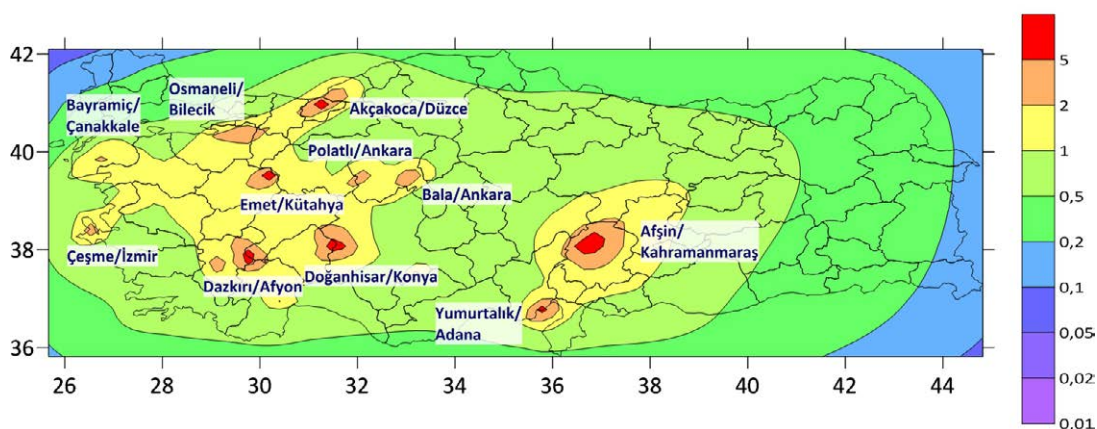 42
Osmaneli/
Bilecik
Bayramiç/
Çanakkale
Akçakoca/Düzce
40
Polatlı/Ankara
Emet/Kütahya
Bala/Ankara
38
Çeşme/İzmir
Dazkırı/Afyon
Doğanhisar/Konya
Afşin/
Kahramanmaraş
Yumurtalık/
Adana
36
26 28 30 32 34 36 38 40 42 44
5
2
1
0,5
0,2
0,1
0,05
0,02
0,01